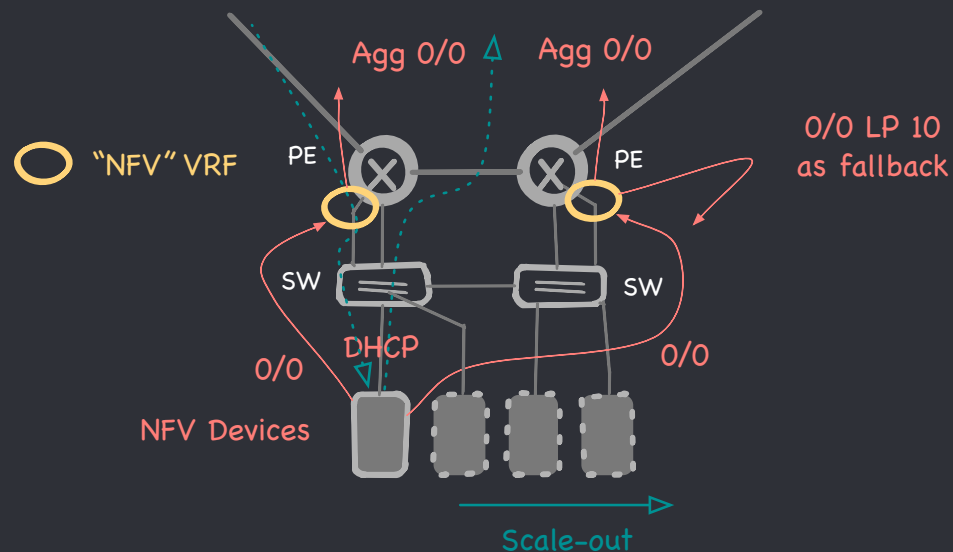 Agg 0/0
Agg 0/0
0/0 LP 10
as fallback
"NFV" VRF
PE
PE
SW
SW
DHCP
0/0
0/0
NFV Devices
Scale-out